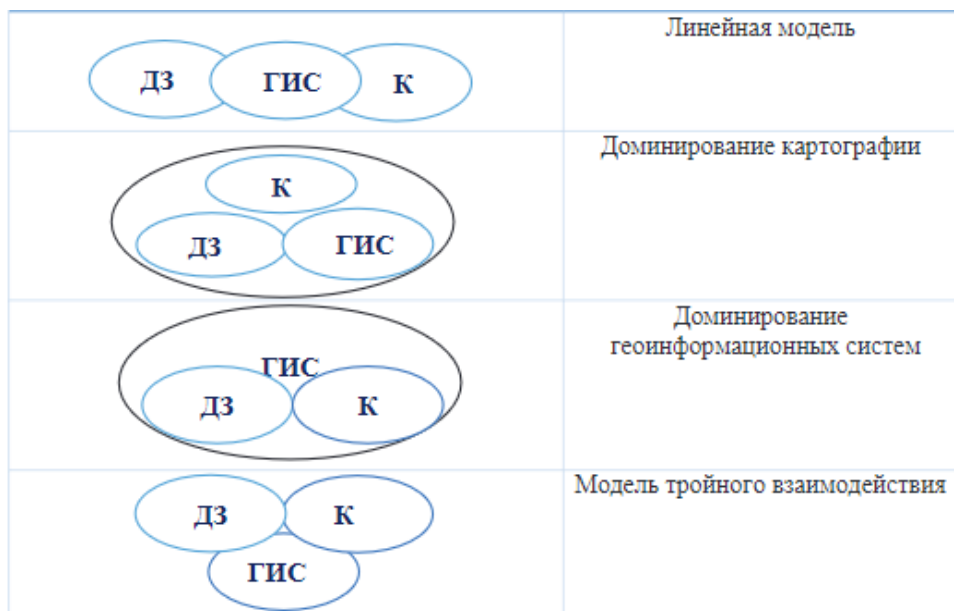 Линейная модель
ДЗ ГИС К
Доминирование картографии
К
ДЗ ГИС
Доминирование
геоинформационных систем
ГИС
ДЗ К
Модель тройного взаимодействия
ДЗ К
ГИС